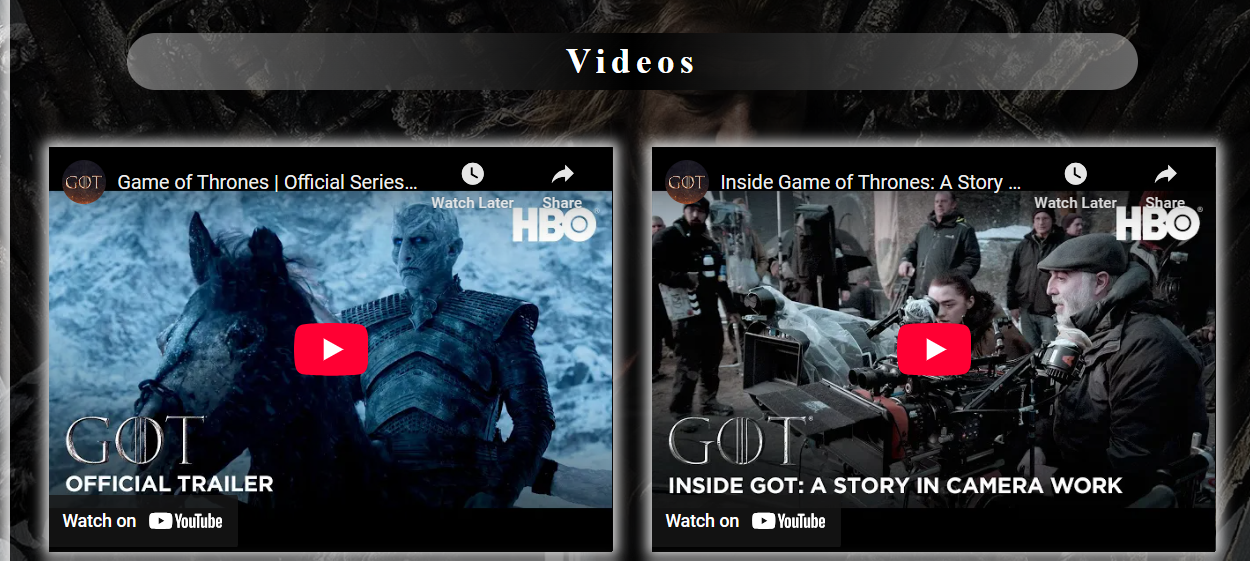 Videos
GOT
Game of Thrones | Official Series...
Watch Later
Share
HBO
GOT
OFFICIAL TRAILER
Watch on YouTube
GOT
Inside Game of Thrones: A Story ...
Watch Later
Share
HBO®
GOT
INSIDE GOT: A STORY IN CAMERA WORK
Watch on YouTube